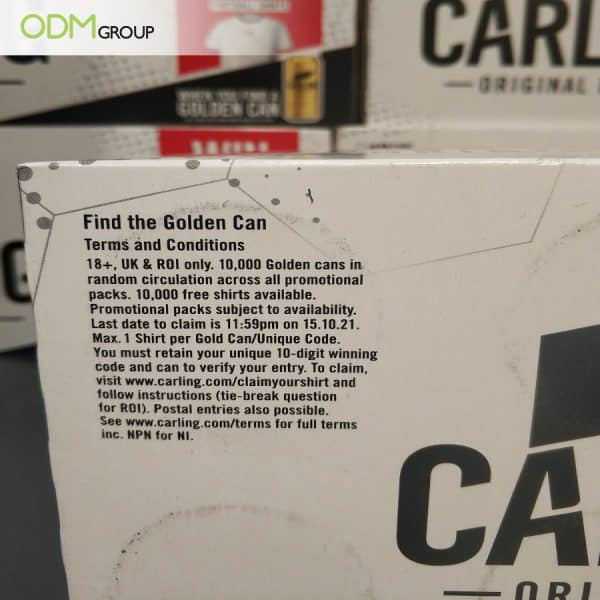 ODM GROUP
FOOTBALL SHIRT
CARL
ORIGINAL
WHEN YOU FIND A
GOLDEN CAN
WIN
G
Find the Golden Can
Terms and Conditions
18+, UK & ROI only. 10,000 Golden cans in
random circulation across all promotional
packs. 10,000 free shirts available.
Promotional packs subject to availability.
Last date to claim is 11:59pm on 15.10.21.
Max. 1 Shirt per Gold Can/Unique Code.
You must retain your unique 10-digit winning
code and can to verify your entry. To claim,
visit www.carling.com/claimyourshirt and
follow instructions (tie-break question
for ROI). Postal entries also possible.
See www.carling.com/terms for full terms
inc. NPN for NI.
CA
ORI